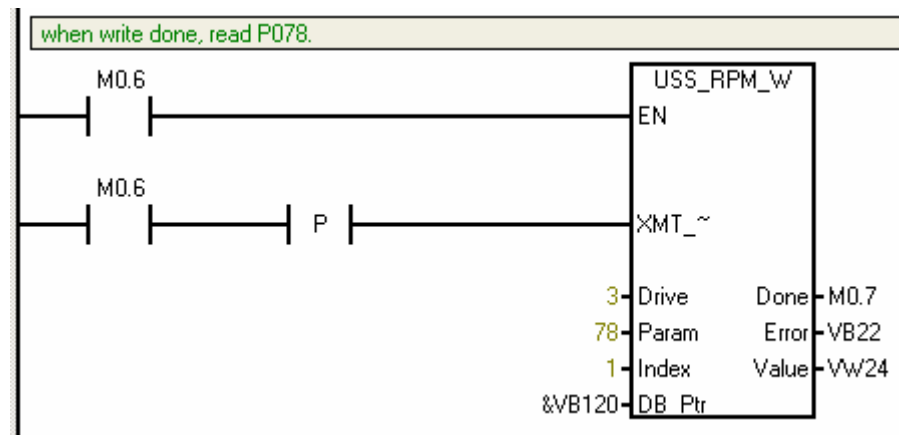 when write done, read P078.
M0.6 USS_RPM_W
EN
M0.6
P XMT_~
3 Drive Done M0.7
78 Param Error VB22
1 Index Value VW24
&VB120 DB_Ptr